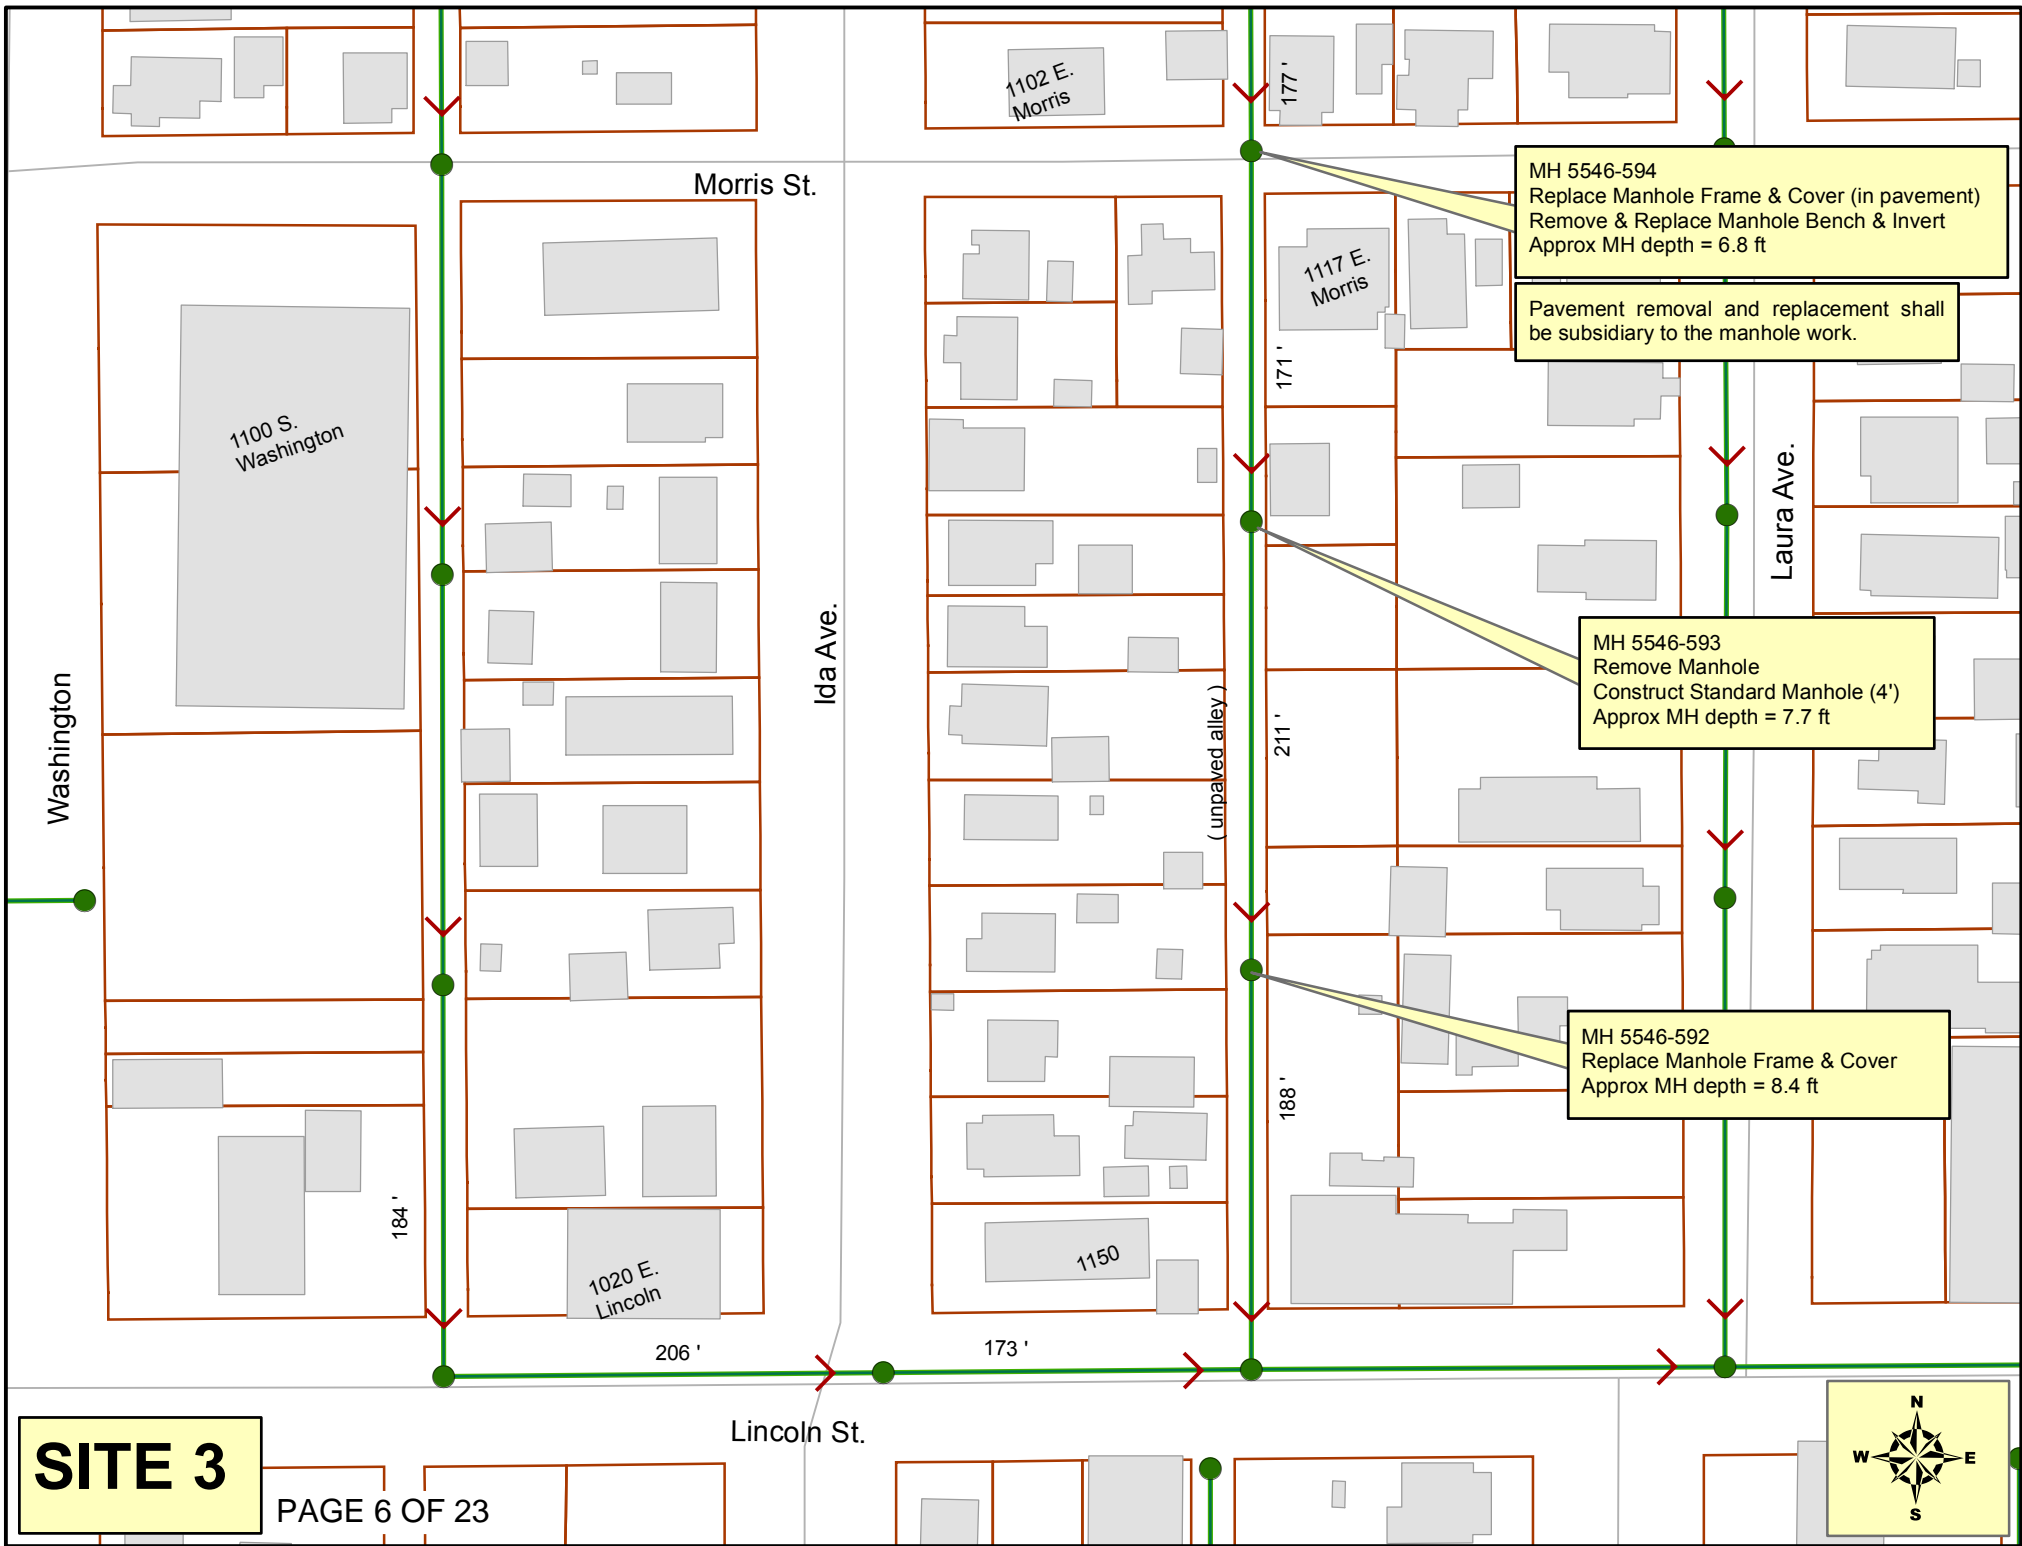 1102 E.
Morris
177 '
Morris St.
MH 5546-594
Replace Manhole Frame & Cover (in pavement)
Remove & Replace Manhole Bench & Invert
Approx MH depth = 6.8 ft
Pavement removal and replacement shall
be subsidiary to the manhole work.
1117 E.
Morris
171 '
1100 S.
Washington
Laura Ave.
Ida Ave.
Washington
MH 5546-593
Remove Manhole
Construct Standard Manhole (4')
Approx MH depth = 7.7 ft
( unpaved alley )
211 '
MH 5546-592
Replace Manhole Frame & Cover
Approx MH depth = 8.4 ft
188 '
184 '
1020 E.
Lincoln
1150
206 '
173 '
Lincoln St.
SITE 3
PAGE 6 OF 23
N
W
E
S